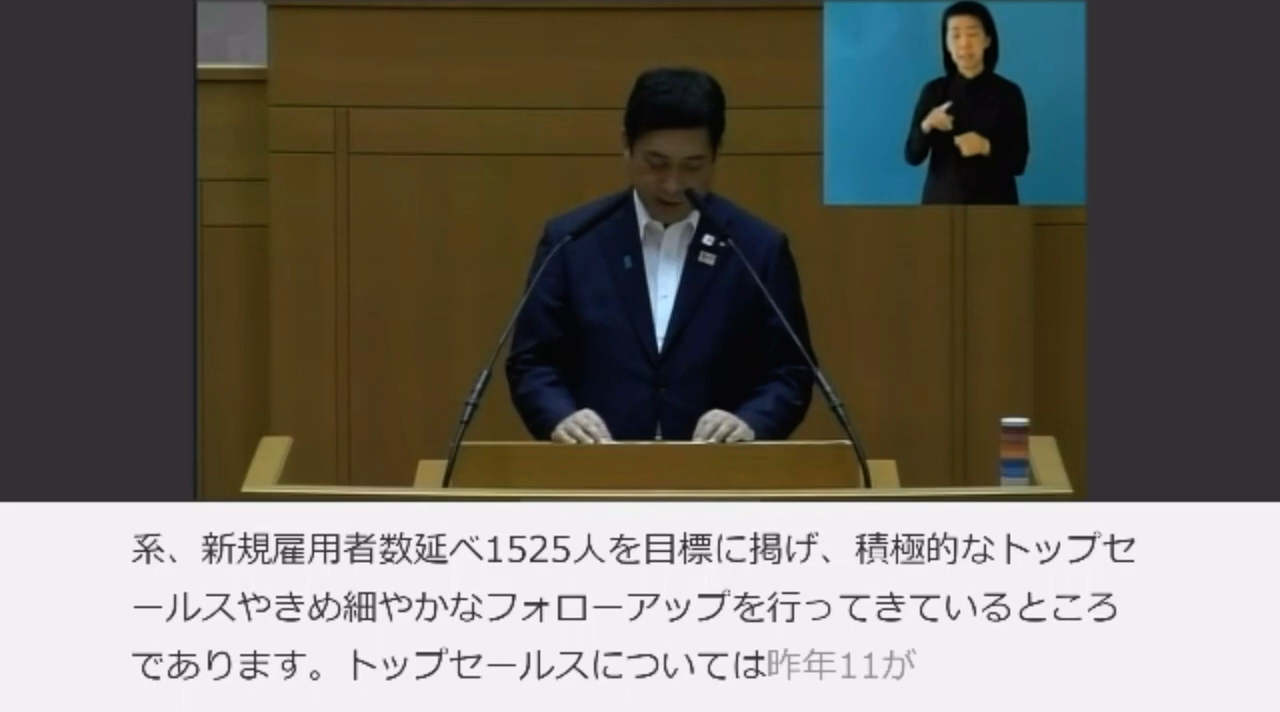 系、新規雇用者数延べ1525人を目標に掲げ、積極的なトップセ
ールスやきめ細やかなフォローアップを行ってきているところ
であります。トップセールスについては昨年11が